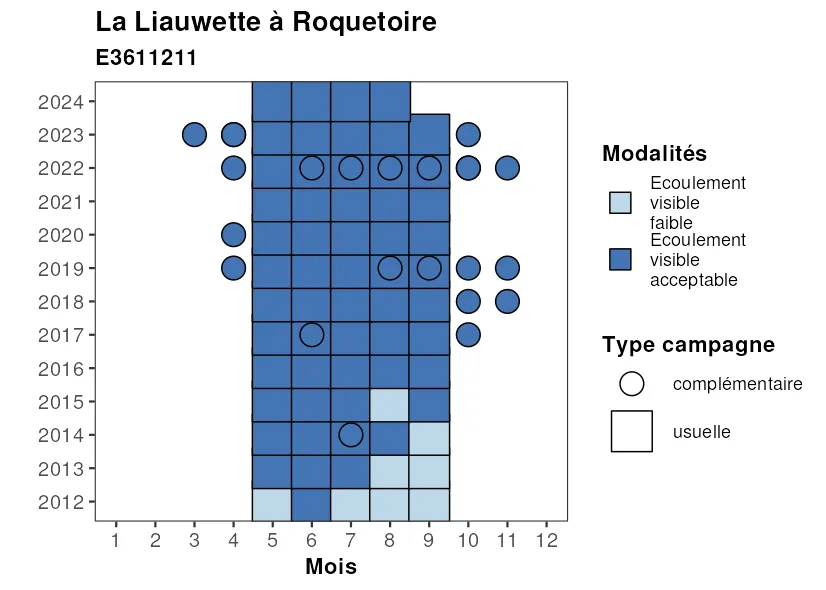 La Liauwette à Roquetoire
E3611211
2024
2023
2022
2021
2020
2019
2018
2017
2016
2015
2014
2013
2012
1 2 3 4 5 6 7 8 9 10 11 12
Mois
Modalités
Ecoulement
visible
faible
Ecoulement
visible
acceptable
Type campagne
complémentaire
usuelle